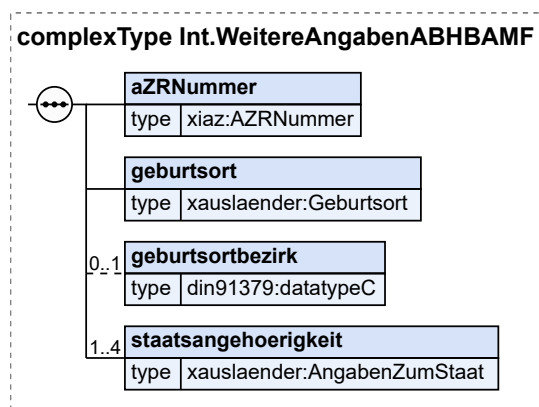 complexType Int.WeitereAngabenABHBAMF
aZRNummer
type xiaz:AZRNummer
geburtsort
type xauslaender:Geburtsort
0..1 geburtsortbezirk
type din91379:datatypeC
1..4 staatsangehoerigkeit
type xauslaender:AngabenZumStaat